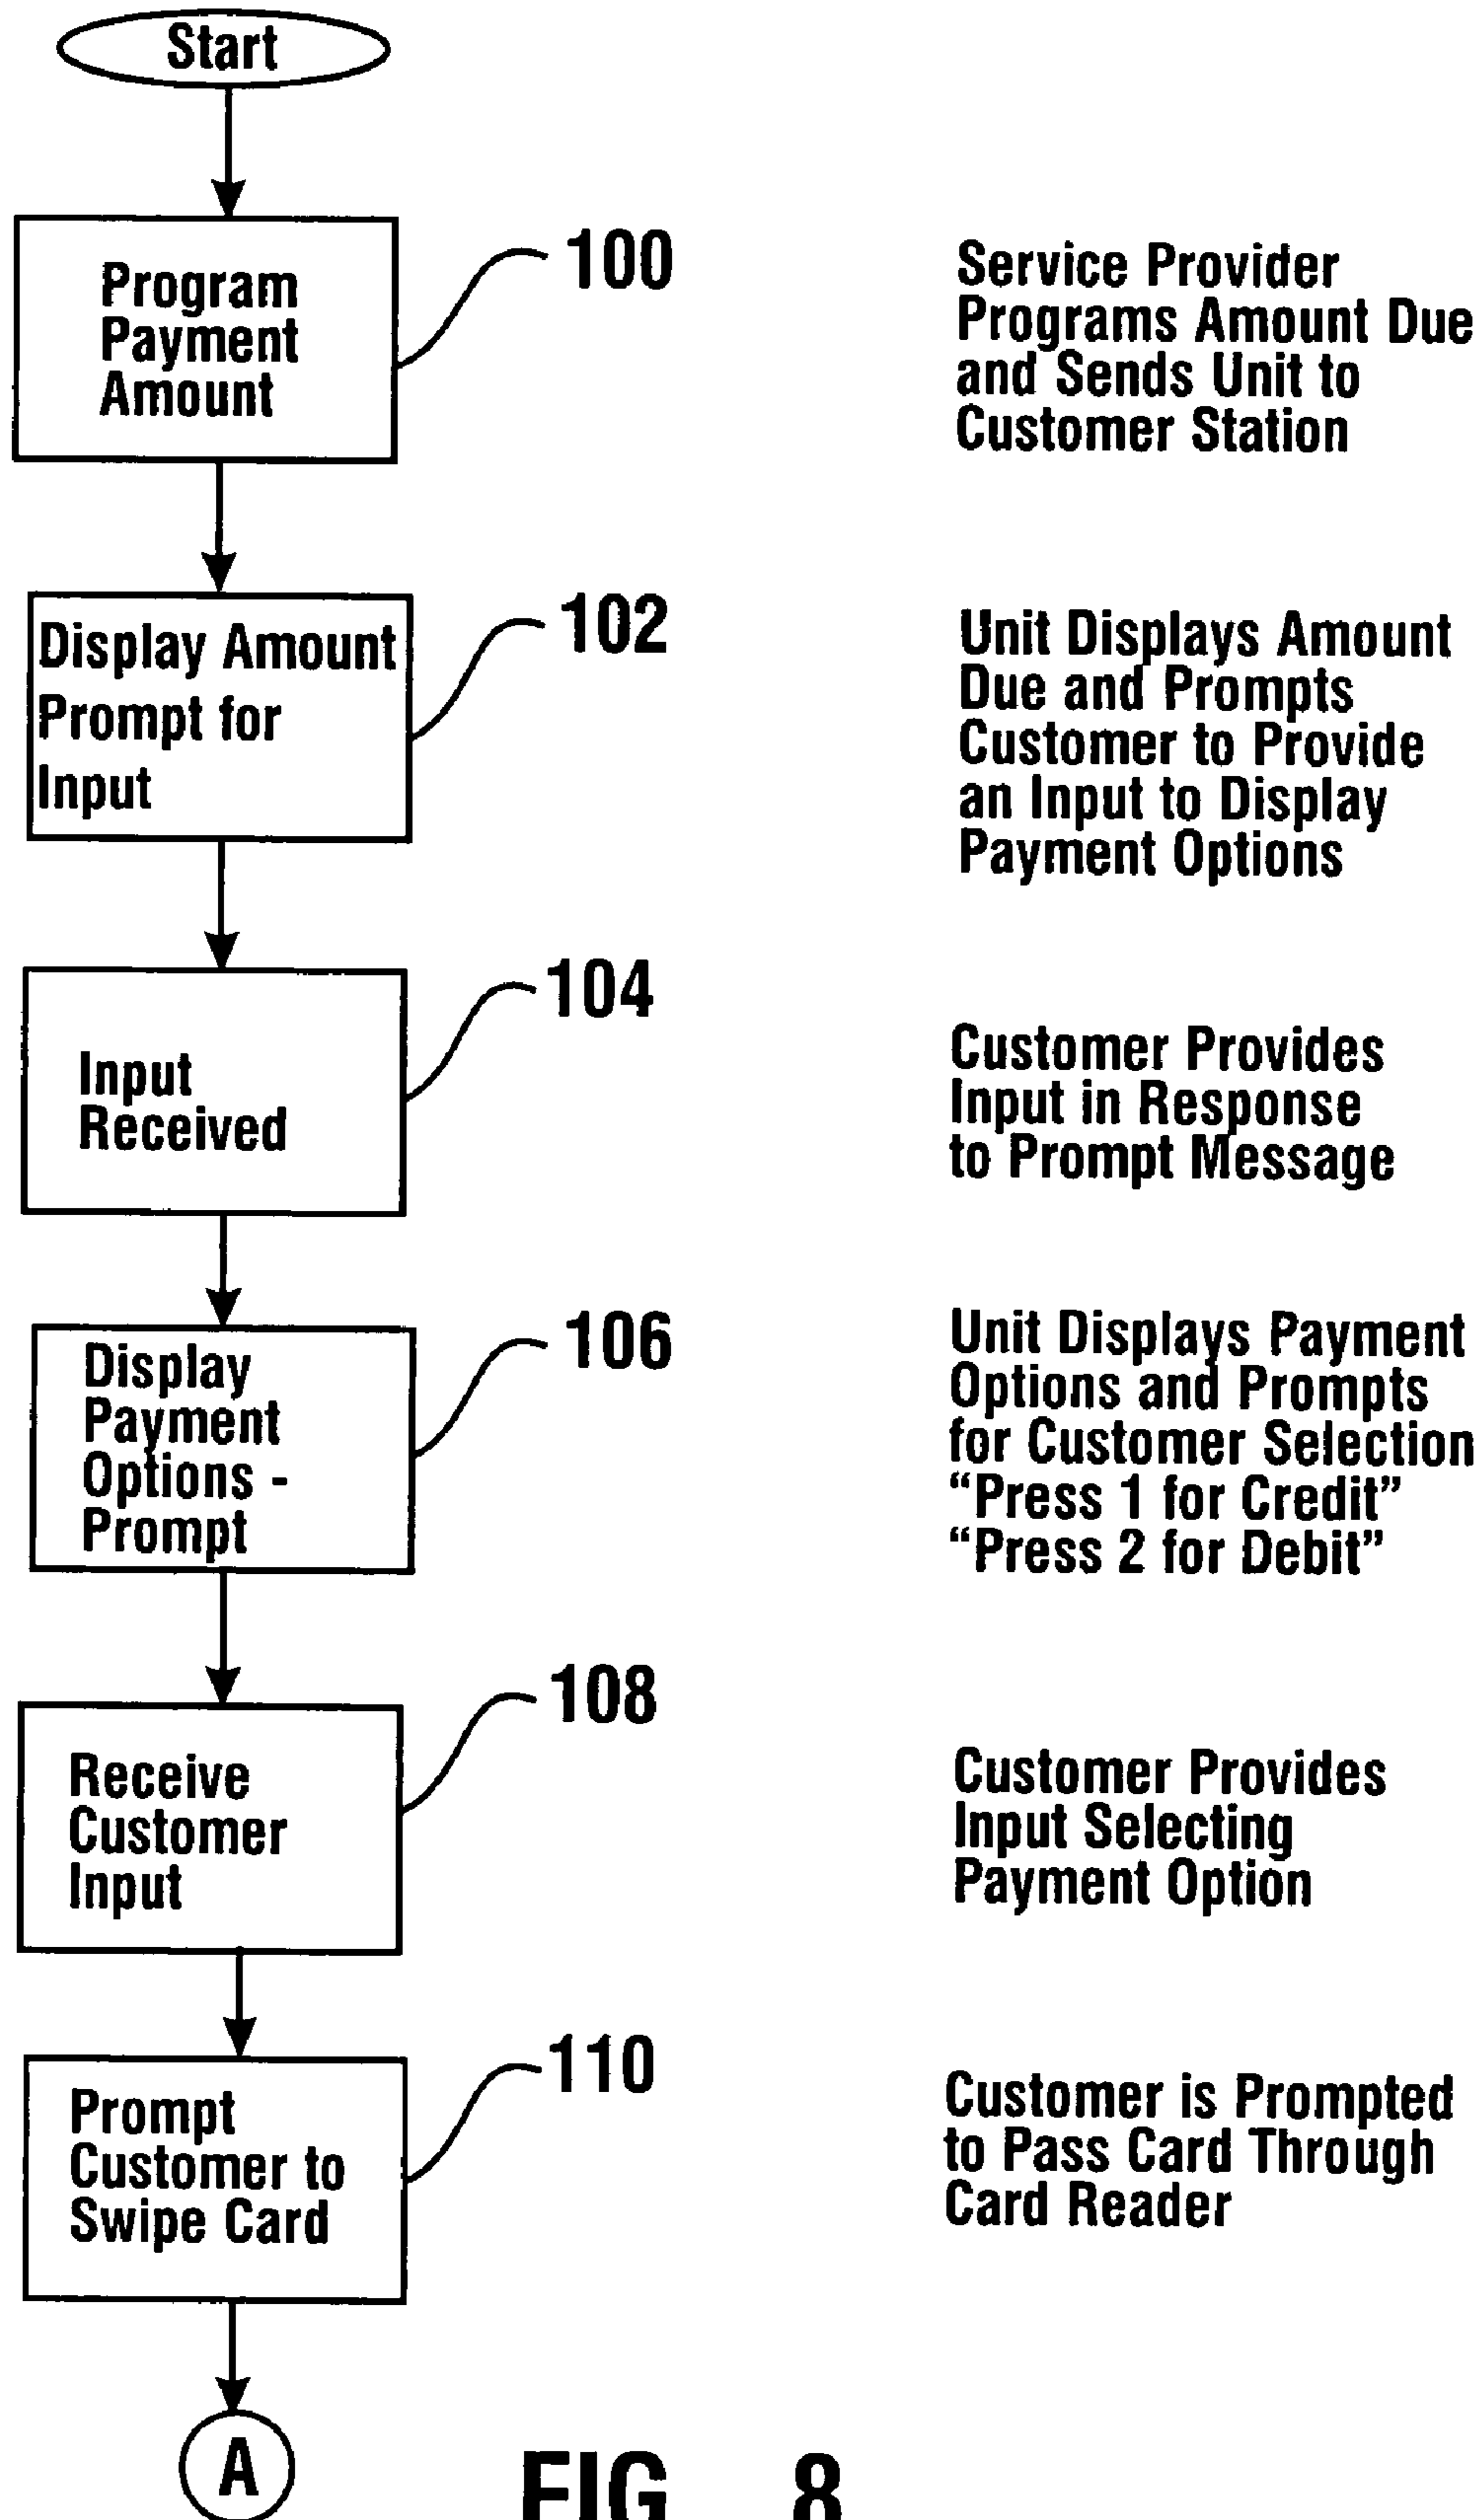 Start
Program
Payment
Amount
100
Service Provider
Programs Amount Due
and Sends Unit to
Customer Station
Display Amount
Prompt for
Input
102
Unit Displays Amount
Due and Prompts
Customer to Provide
an Input to Display
Payment Options
Input
Received
104
Customer Provides
Input in Response
to Prompt Message
Display
Payment
Options -
Prompt
106
Unit Displays Payment
Options and Prompts
for Customer Selection
“Press 1 for Credit”
“Press 2 for Debit”
Receive
Customer
Input
108
Customer Provides
Input Selecting
Payment Option
Prompt
Customer to
Swipe Card
110
Customer is Prompted
to Pass Card Through
Card Reader
A
FIG 8